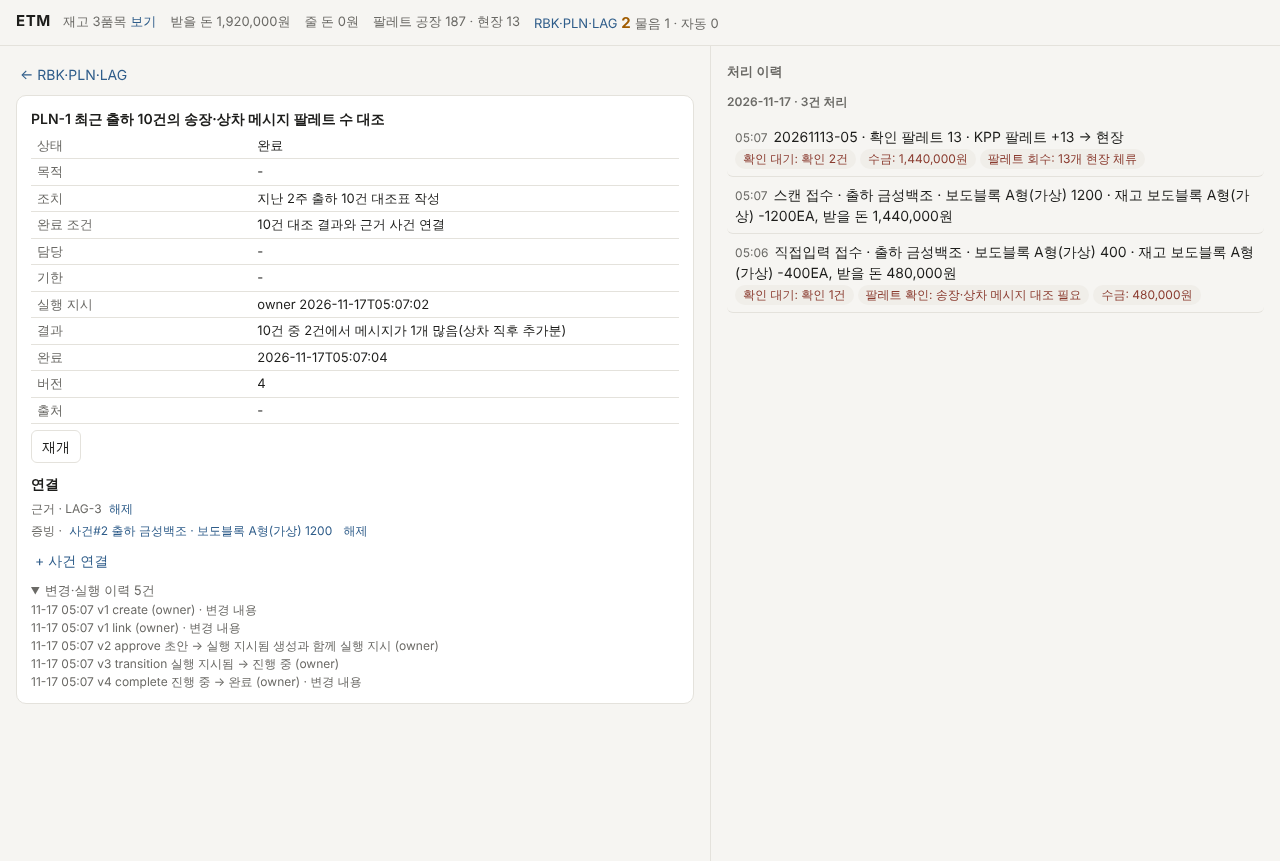 ETM 재고 3품목 보기 받을 돈 1,920,000원 줄 돈 0원 팔레트 공장 187 · 현장 13 RBK·PLN·LAG 2 물음 1 · 자동 0
← RBK·PLN·LAG
PLN-1 최근 출하 10건의 송장·상차 메시지 팔레트 수 대조
상태 완료
목적 -
조치 지난 2주 출하 10건 대조표 작성
완료 조건 10건 대조 결과와 근거 사건 연결
담당 -
기한 -
실행 지시 owner 2026-11-17T05:07:02
결과 10건 중 2건에서 메시지가 1개 많음(상차 직후 추가분)
완료 2026-11-17T05:07:04
버전 4
출처 -
재개
연결
근거 · LAG-3 해제
증빙 · 사건#2 출하 금성백조 · 보도블록 A형(가상) 1200 해제
+ 사건 연결
▼ 변경·실행 이력 5건
11-17 05:07 v1 create (owner) · 변경 내용
11-17 05:07 v1 link (owner) · 변경 내용
11-17 05:07 v2 approve 초안 → 실행 지시됨 생성과 함께 실행 지시 (owner)
11-17 05:07 v3 transition 실행 지시됨 → 진행 중 (owner)
11-17 05:07 v4 complete 진행 중 → 완료 (owner) · 변경 내용
처리 이력
2026-11-17 · 3건 처리
05:07 20261113-05 · 확인 팔레트 13 · KPP 팔레트 +13 → 현장
확인 대기: 확인 2건 수금: 1,440,000원 팔레트 회수: 13개 현장 체류
05:07 스캔 접수 · 출하 금성백조 · 보도블록 A형(가상) 1200 · 재고 보도블록 A형(가
상) -1200EA, 받을 돈 1,440,000원
05:06 직접입력 접수 · 출하 금성백조 · 보도블록 A형(가상) 400 · 재고 보도블록 A형
(가상) -400EA, 받을 돈 480,000원
확인 대기: 확인 1건 팔레트 확인: 송장·상차 메시지 대조 필요 수금: 480,000원